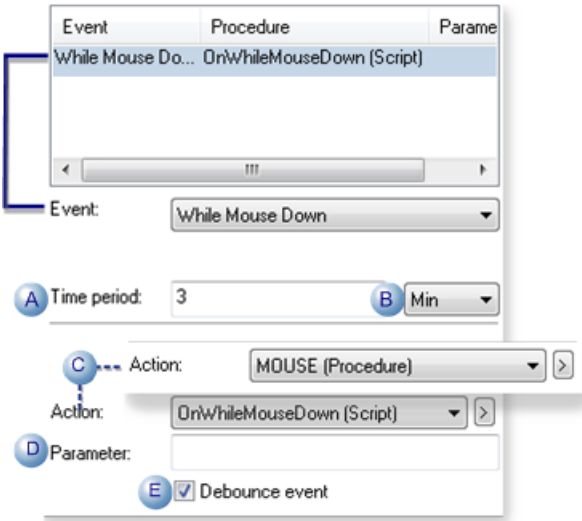 Event Procedure Parame
While Mouse Do... OnWhileMouseDown (Script)
Event: While Mouse Down
A Time period: 3 B Min
C Action: MOUSE (Procedure) >
Action: OnWhileMouseDown (Script) >
D Parameter:
E Debounce event